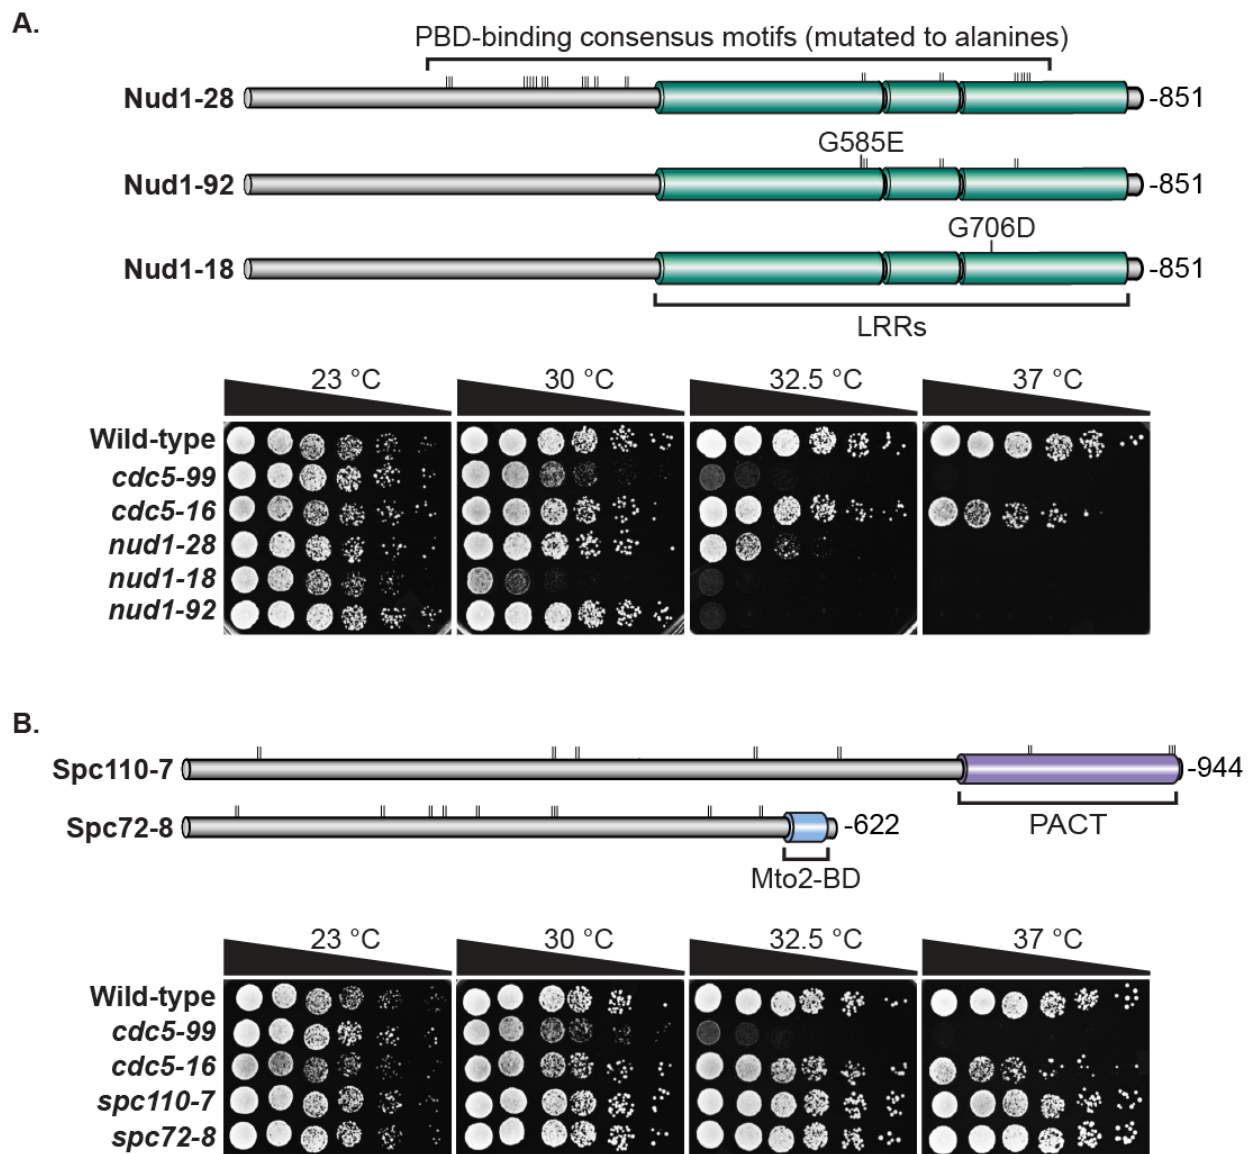 A.
PBD-binding consensus motifs (mutated to alanines)
Nud1-28 -851
G585E
Nud1-92 -851
G706D
Nud1-18 -851
LRRs
23 °C 30 °C 32.5 °C 37 °C
Wild-type
cdc5-99
cdc5-16
nud1-28
nud1-18
nud1-92
B.
Spc110-7 -944
Spc72-8 -622 PACT
Mto2-BD
23 °C 30 °C 32.5 °C 37 °C
Wild-type
cdc5-99
cdc5-16
spc110-7
spc72-8